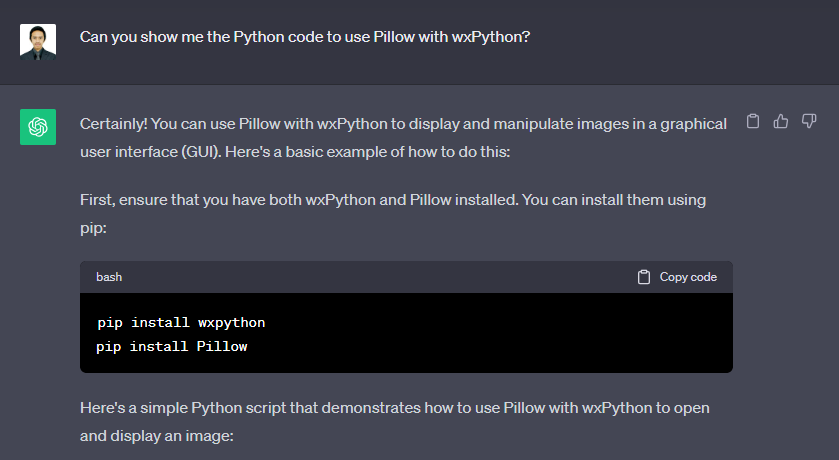 Can you show me the Python code to use Pillow with wxPython?
Certainly! You can use Pillow with wxPython to display and manipulate images in a graphical
user interface (GUI). Here's a basic example of how to do this:
First, ensure that you have both wxPython and Pillow installed. You can install them using
pip:
bash Copy code
pip install wxpython
pip install Pillow
Here's a simple Python script that demonstrates how to use Pillow with wxPython to open
and display an image: